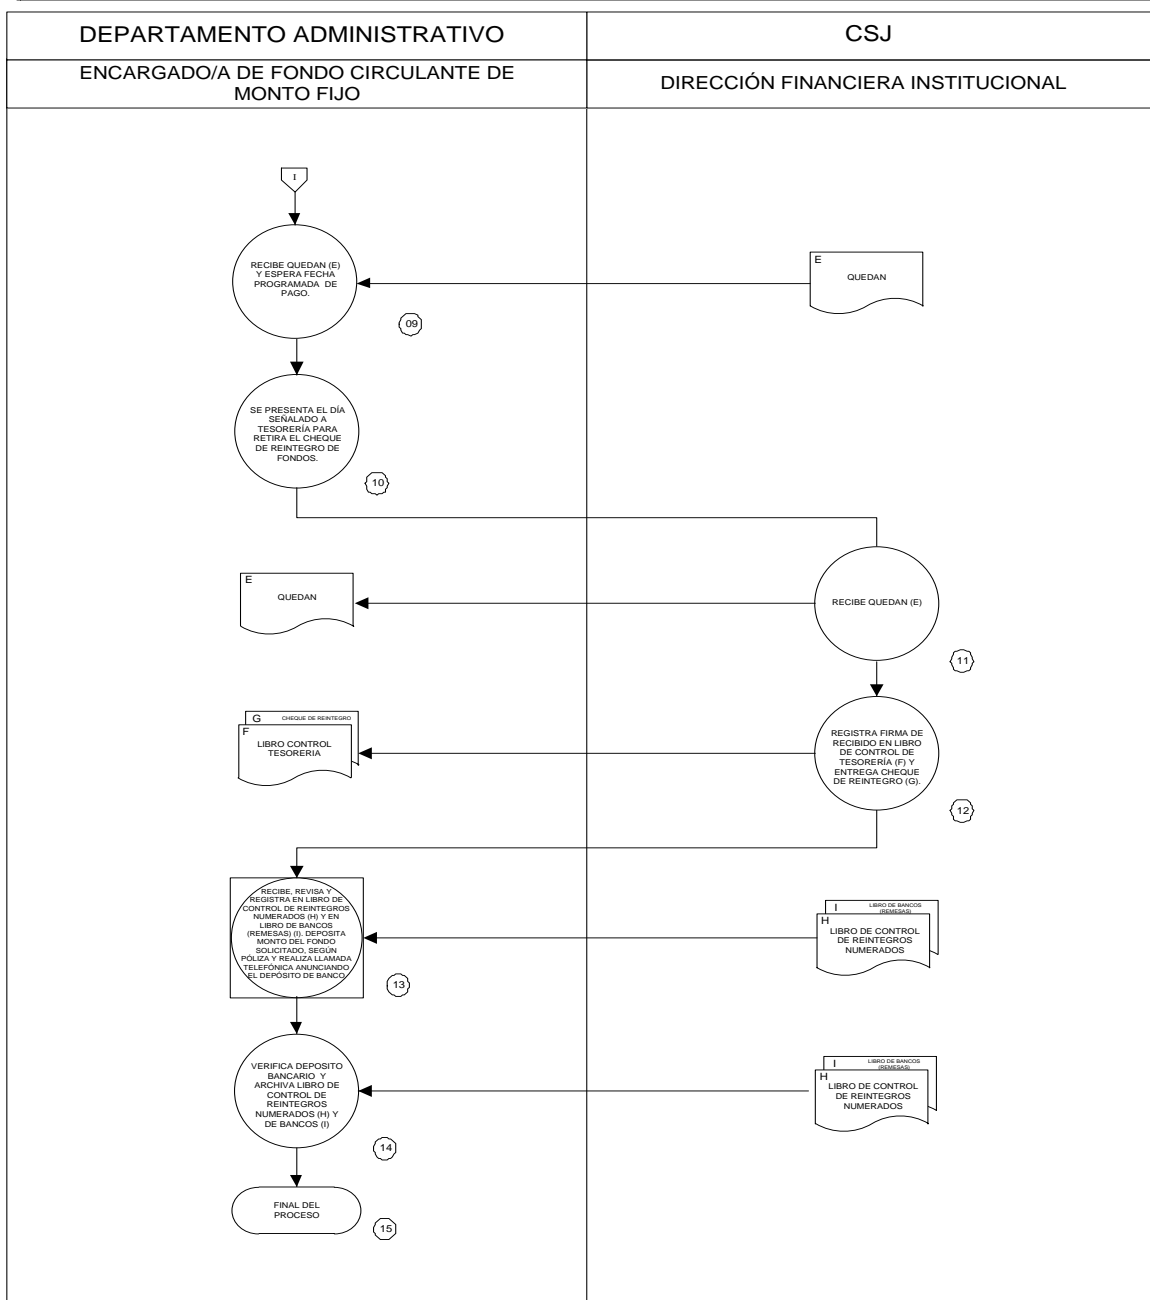 DEPARTAMENTO ADMINISTRATIVO
CSJ
ENCARGADO/A DE FONDO CIRCULANTE DE
MONTO FIJO
DIRECCIÓN FINANCIERA INSTITUCIONAL
I
RECIBE QUEDAN (E)
Y ESPERA FECHA
PROGRAMADA DE
PAGO.
09
E
QUEDAN
SE PRESENTA EL DÍA
SEÑALADO A
TESORERÍA PARA
RETIRA EL CHEQUE
DE REINTEGRO DE
FONDOS.
10
E
QUEDAN
RECIBE QUEDAN (E)
11
G
CHEQUE DE REINTEGRO
F
LIBRO CONTROL
TESORERIA
REGISTRA FIRMA DE
RECIBIDO EN LIBRO
DE CONTROL DE
TESORERÍA (F) Y
ENTREGA CHEQUE
DE REINTEGRO (G).
12
RECIBE, REVISA Y
REGISTRA EN LIBRO DE
CONTROL DE REINTEGROS
NUMERADOS (H) Y EN
LIBRO DE BANCOS
(REMESAS) (I). DEPOSITA
MONTO DEL FONDO
SOLICITADO, SEGÚN
PÓLIZA Y REALIZA LLAMADA
TELEFÓNICA ANUNCIANDO
EL DEPÓSITO DE BANCO
13
I
LIBRO DE BANCOS
(REMESAS)
H
LIBRO DE CONTROL
DE REINTEGROS
NUMERADOS
VERIFICA DEPOSITO
BANCARIO Y
ARCHIVA LIBRO DE
CONTROL DE
REINTEGROS
NUMERADOS (H) Y
DE BANCOS (I)
14
I
LIBRO DE BANCOS
(REMESAS)
H
LIBRO DE CONTROL
DE REINTEGROS
NUMERADOS
FINAL DEL
PROCESO
15